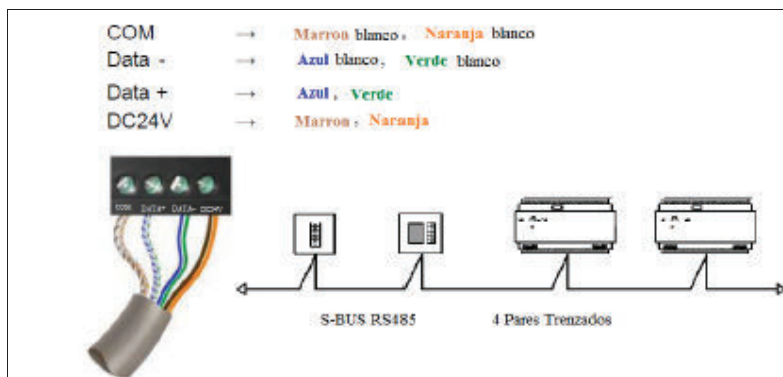 COM → Marron blanco, Naranja blanco
Data - → Azul blanco, Verde blanco
Data + → Azul, Verde
DC24V → Marron, Naranja
COM DATA+ DATA- DC24V
S-BUS RS485 4 Pares Trenzados